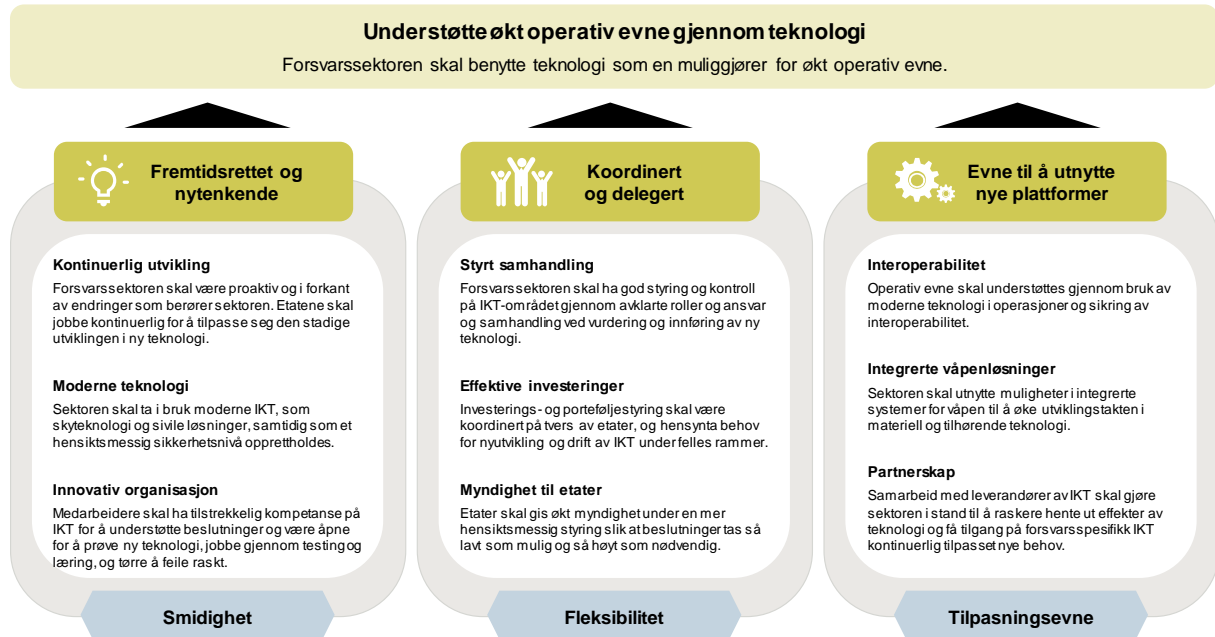 Understøtte økt operativ evne gjennom teknologi
Forsvarssektoren skal benytte teknologi som en muliggjører for økt operativ evne.
Fremtidsrettet og
nytenkende
Kontinuerlig utvikling
Forsvarssektoren skal være proaktiv og i forkant
av endringer som berører sektoren. Etatene skal
jobbe kontinuerlig for å tilpasse seg den stadige
utviklingen i ny teknologi.
Moderne teknologi
Sektoren skal ta i bruk moderne IKT, som
skyteknologi og sivile løsninger, samtidig som et
hensiktsmessig sikkerhetsnivå opprettholdes.
Innovativ organisasjon
Medarbeidere skal ha tilstrekkelig kompetanse på
IKT for å understøtte beslutninger og være åpne
for å prøve ny teknologi, jobbe gjennom testing og
læring, og tørre å feile raskt.
Smidighet
Koordinert
og delegert
Styrt samhandling
Forsvarssektoren skal ha god styring og kontroll
på IKT-området gjennom avklarte roller og ansvar
og samhandling ved vurdering og innføring av ny
teknologi.
Effektive investeringer
Investerings- og porteføljestyring skal være
koordinert på tvers av etater, og hensynta behov
for nyutvikling og drift av IKT under felles rammer.
Myndighet til etater
Etater skal gis økt myndighet under en mer
hensiktsmessig styring slik at beslutninger tas så
lavt som mulig og så høyt som nødvendig.
Fleksibilitet
Evne til å utnytte
nye plattformer
Interoperabilitet
Operativ evne skal understøttes gjennom bruk av
moderne teknologi i operasjoner og sikring av
interoperabilitet.
Integrerte våpenløsninger
Sektoren skal utnytte muligheter i integrerte
systemer for våpen til å øke utviklingstakten i
materiell og tilhørende teknologi.
Partnerskap
Samarbeid med leverandører av IKT skal gjøre
sektoren i stand til å raskere hente ut effekter av
teknologi og få tilgang på forsvarsspesifikk IKT
kontinuerlig tilpasset nye behov.
Tilpasningsevne